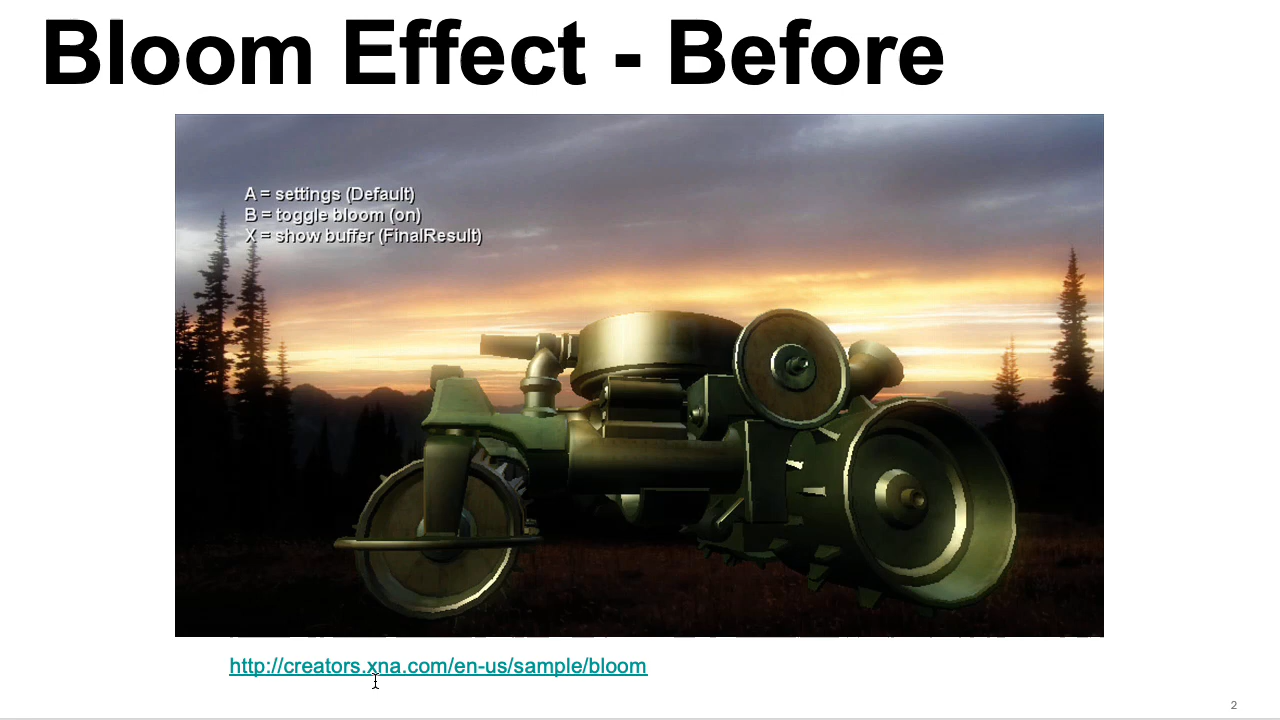 Bloom Effect - Before
A = settings (Default)
B = toggle bloom (on)
X = show buffer (FinalResult)
http://creators.xna.com/en-us/sample/bloom
2